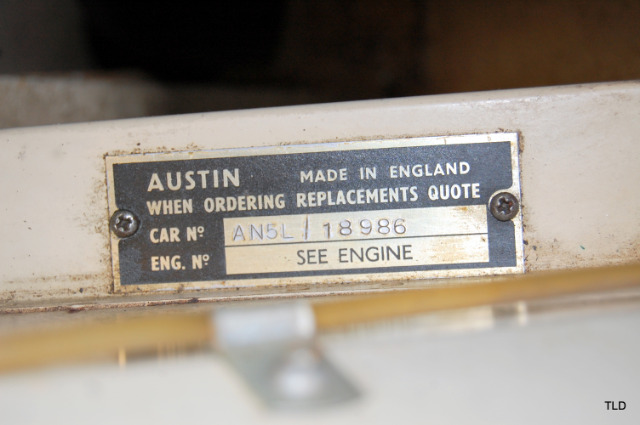 AUSTIN MADE IN ENGLAND
WHEN ORDERING REPLACEMENTS QUOTE
CAR Nº AN5L/18986
ENG. Nº SEE ENGINE
TLD